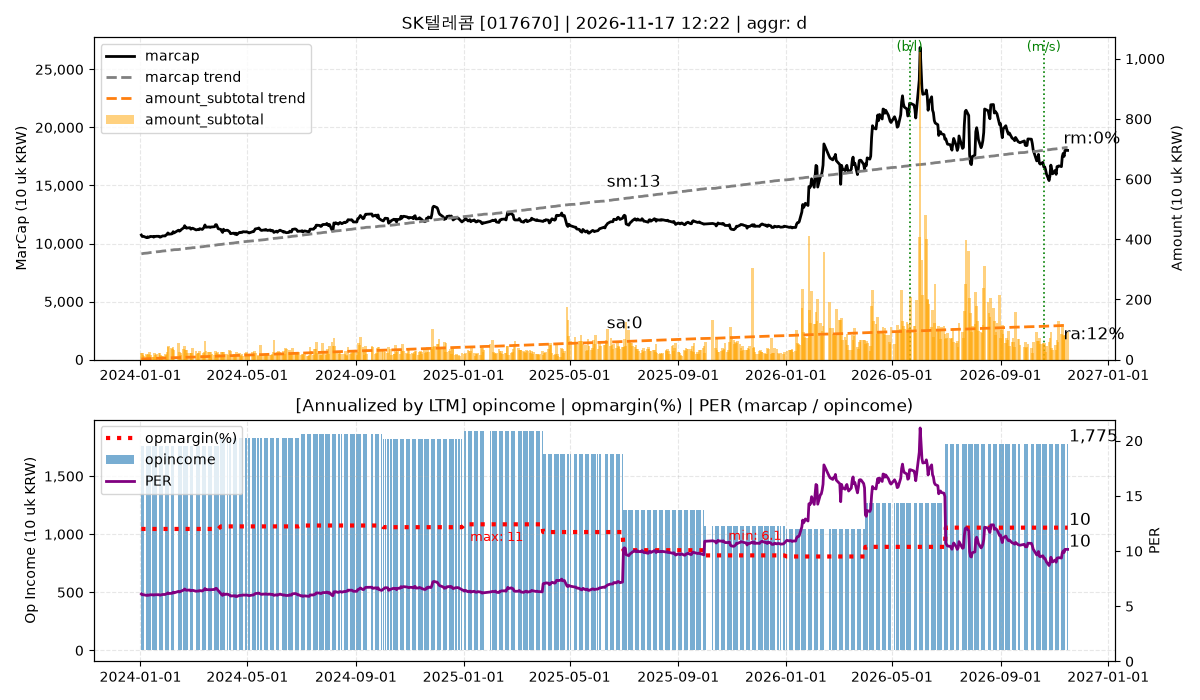 SK텔레콤 [017670] | 2026-11-17 12:22 | aggr: d
marcap
marcap trend
amount_subtotal trend
amount_subtotal
(b/l)
(m/s)
rm:0%
sm:13
sa:0
ra:12%
MarCap (10 uk KRW)
25,000
20,000
15,000
10,000
5,000
0
Amount (10 uk KRW)
1,000
800
600
400
200
0
2024-01-01
2024-05-01
2024-09-01
2025-01-01
2025-05-01
2025-09-01
2026-01-01
2026-05-01
2026-09-01
2027-01-01
[Annualized by LTM] opincome | opmargin(%) | PER (marcap / opincome)
opmargin(%)
opincome
PER
max: 11
min: 6.1
1,775
10
10
Op Income (10 uk KRW)
1,500
1,000
500
0
PER
20
15
10
5
0
2024-01-01
2024-05-01
2024-09-01
2025-01-01
2025-05-01
2025-09-01
2026-01-01
2026-05-01
2026-09-01
2027-01-01